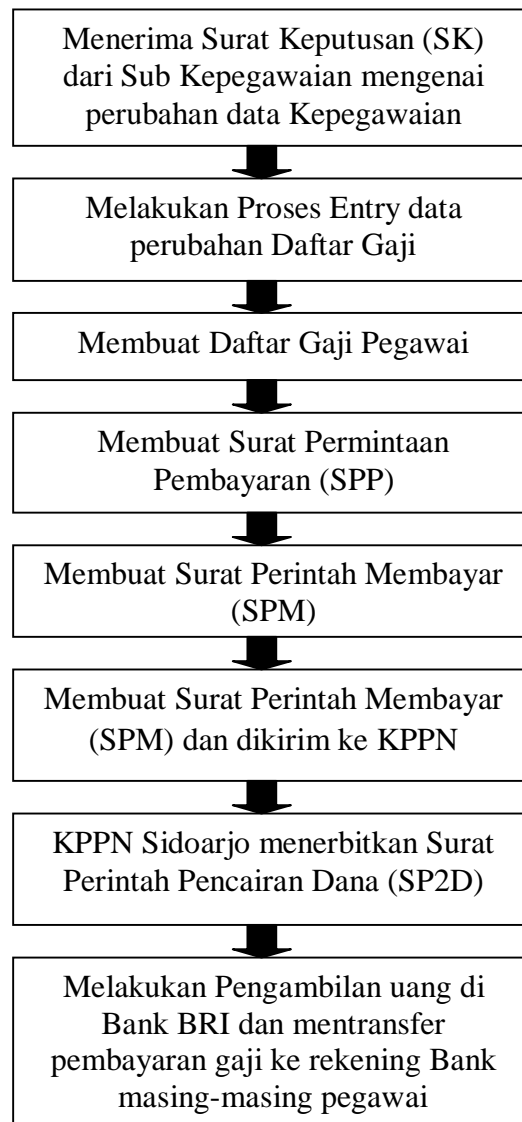 Menerima Surat Keputusan (SK)
dari Sub Kepegawaian mengenai
perubahan data Kepegawaian
Melakukan Proses Entry data
perubahan Daftar Gaji
Membuat Daftar Gaji Pegawai
Membuat Surat Permintaan
Pembayaran (SPP)
Membuat Surat Perintah Membayar
(SPM)
Membuat Surat Perintah Membayar
(SPM) dan dikirim ke KPPN
KPPN Sidoarjo menerbitkan Surat
Perintah Pencairan Dana (SP2D)
Melakukan Pengambilan uang di
Bank BRI dan mentransfer
pembayaran gaji ke rekening Bank
masing-masing pegawai